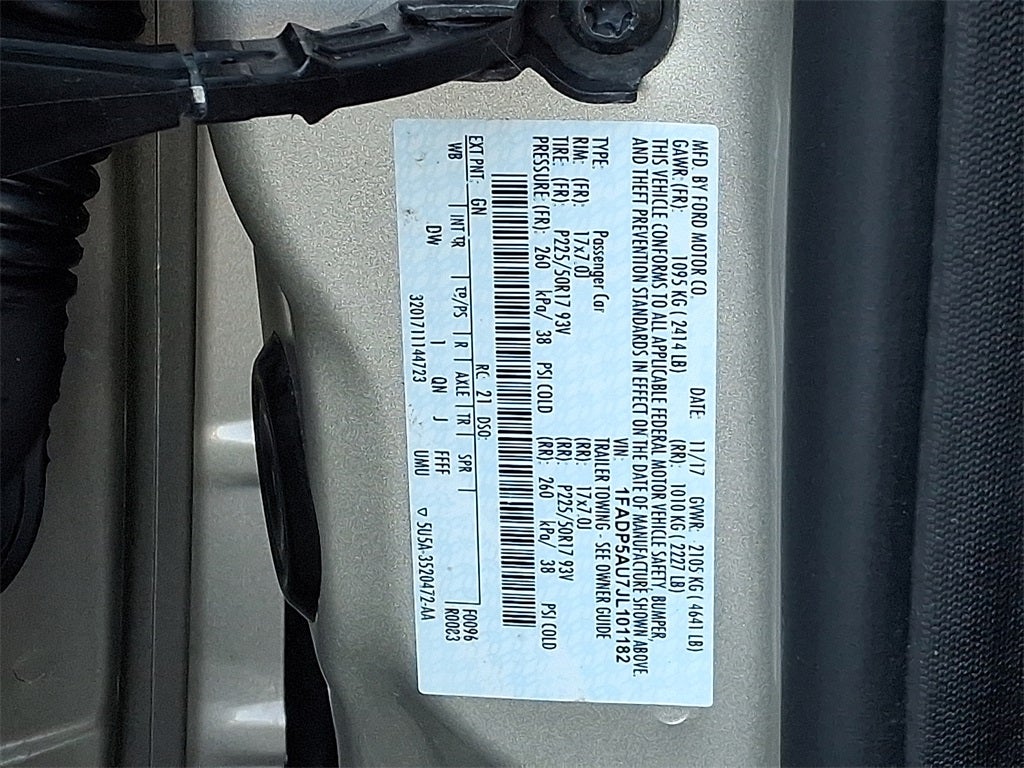 MFD. BY FORD MOTOR CO. DATE: 11/17 GVWR: 2105 KG ( 4641 LB)
GAWR: (FR): 1095 KG ( 2414 LB) (RR): 1010 KG ( 2227 LB)
THIS VEHICLE CONFORMS TO ALL APPLICABLE FEDERAL MOTOR VEHICLE SAFETY, BUMPER,
AND THEFT PREVENTION STANDARDS IN EFFECT ON THE DATE OF MANUFACTURE SHOWN ABOVE.
VIN: 1FADP5AU7JL101182
TYPE: Passenger Car TRAILER TOWING - SEE OWNER GUIDE
RIM: (FR): 17x7.0J (RR): 17x7.0J
TIRE: (FR): P225/50R17 93V (RR): P225/50R17 93V
PRESSURE: (FR): 260 kPa/ 38 PSI COLD (RR): 260 kPa/ 38 PSI COLD
RC: 21 DSO: F0096
EXT PNT: GN R0083
WB INT TR TP/PS R AXLE TR SPR
DW 1 QN J FFFF
3201711144723 UMU ▽ 5U5A-3520472-AA